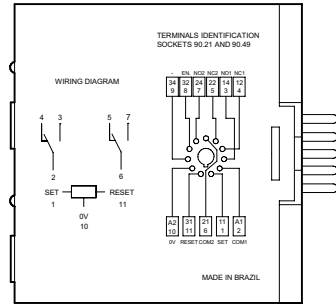 TERMINALS IDENTIFICATION
SOCKETS 90.21 AND 90.49
- EN. NO2 NC2 NO1 NC1
34 32 24 22 14 12
9 8 7 5 3 4
WIRING DIAGRAM
4 3 5 7
2 6
SET RESET
1 11
0V
10
A2 31 21 11 A1
10 11 6 1 2
0V RESET COM2 SET COM1
MADE IN BRAZIL